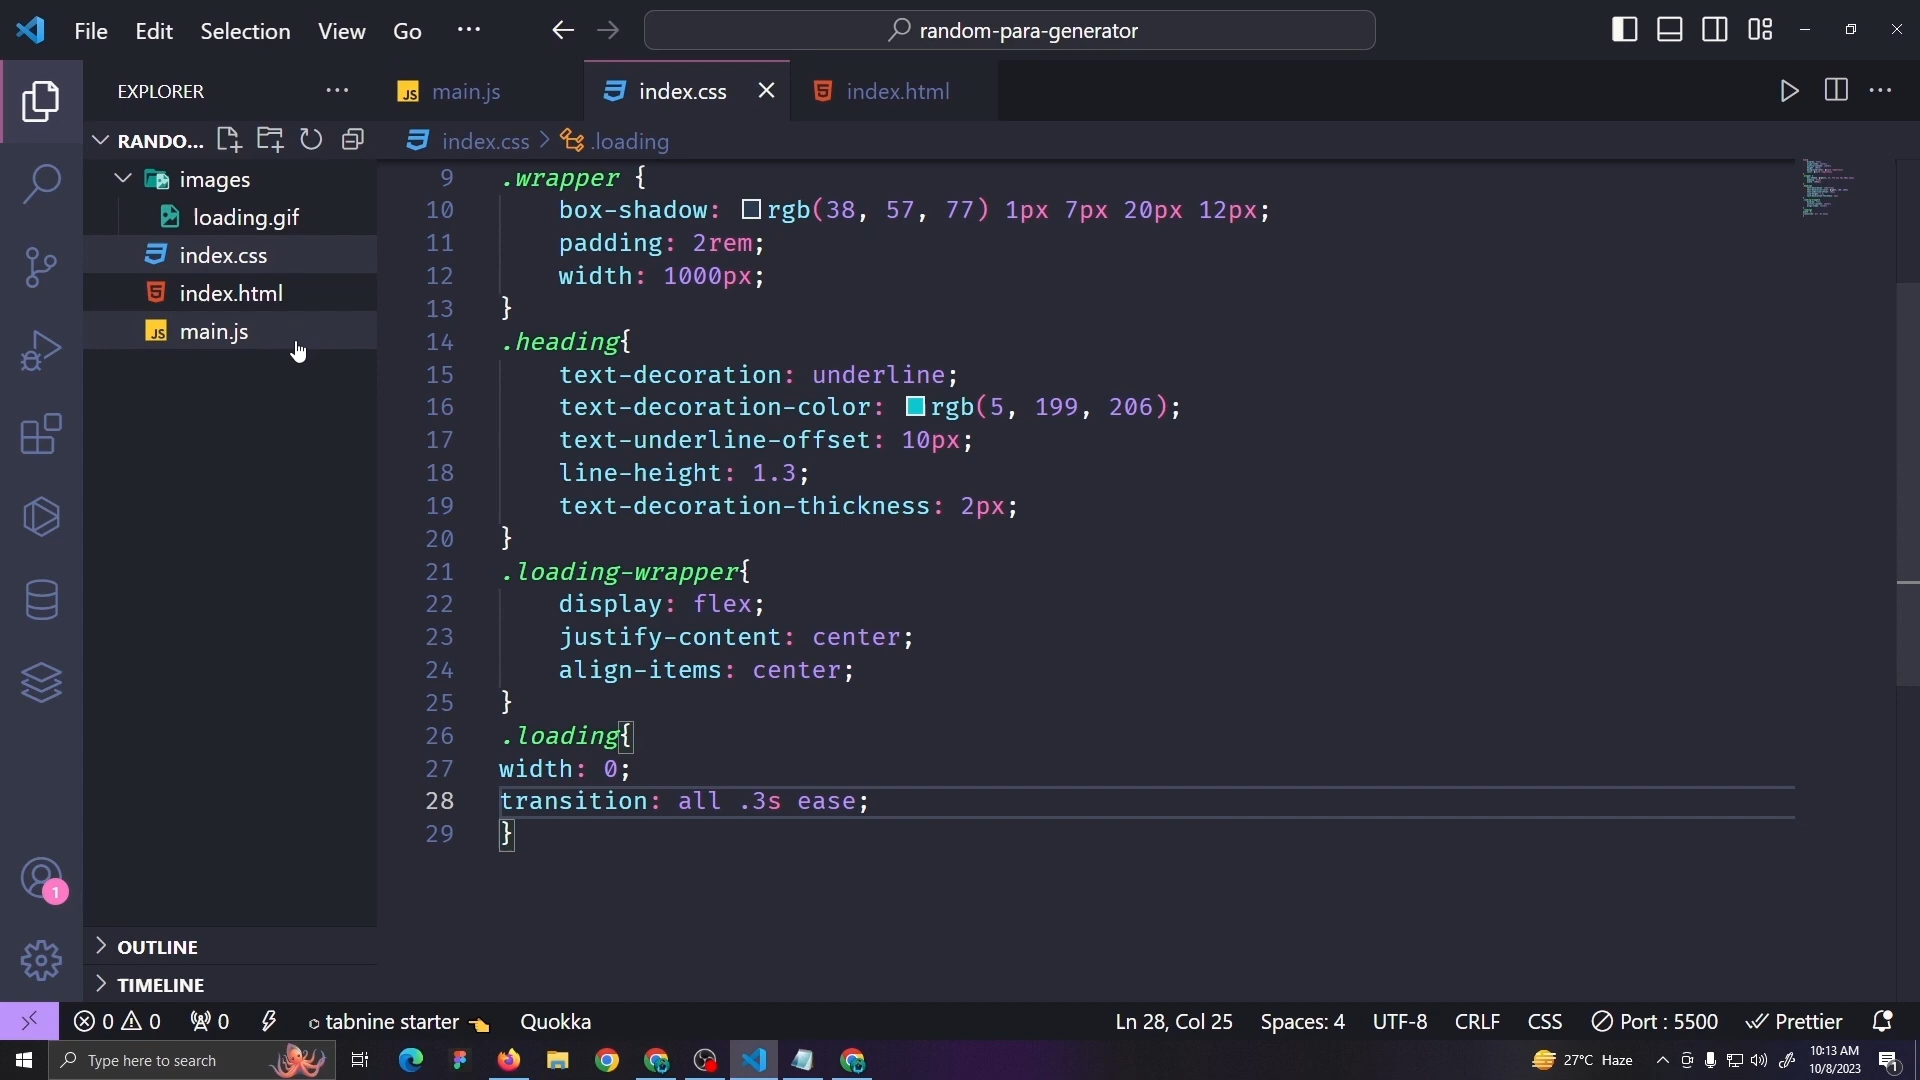 File Edit Selection View Go ··· random-para-generator
EXPLORER ···
JS main.js index.css index.html ···
RANDO...
index.css > .loading
images
loading.gif
index.css
index.html
JS main.js
9 .wrapper {
10 box-shadow: rgb(38, 57, 77) 1px 7px 20px 12px;
11 padding: 2rem;
12 width: 1000px;
13 }
14 .heading{
15 text-decoration: underline;
16 text-decoration-color: rgb(5, 199, 206);
17 text-underline-offset: 10px;
18 line-height: 1.3;
19 text-decoration-thickness: 2px;
20 }
21 .loading-wrapper{
22 display: flex;
23 justify-content: center;
24 align-items: center;
25 }
26 .loading{
27 width: 0;
28 transition: all .3s ease;
29 }
1
OUTLINE
TIMELINE
0 0 0 tabnine starter Quokka Ln 28, Col 25 Spaces: 4 UTF-8 CRLF CSS Port : 5500 Prettier
Type here to search 27°C Haze 10:13 AM
10/8/2023
1